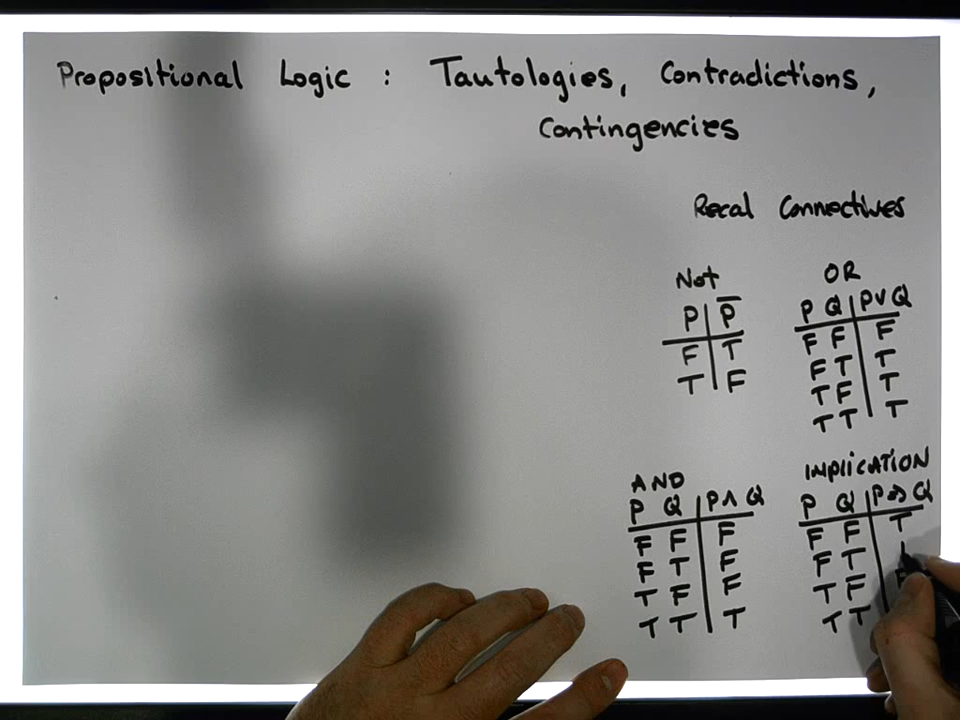 Propositional Logic : Tautologies, Contradictions,
Contingencies
Recal Connectives
Not
P P̅
F T
T F
OR
P Q P∨Q
F F F
F T T
T F T
T T T
AND
P Q P∧Q
F F F
F T F
T F F
T T T
IMPLICATION
P Q P⇒Q
F F T
F T
T F
T T